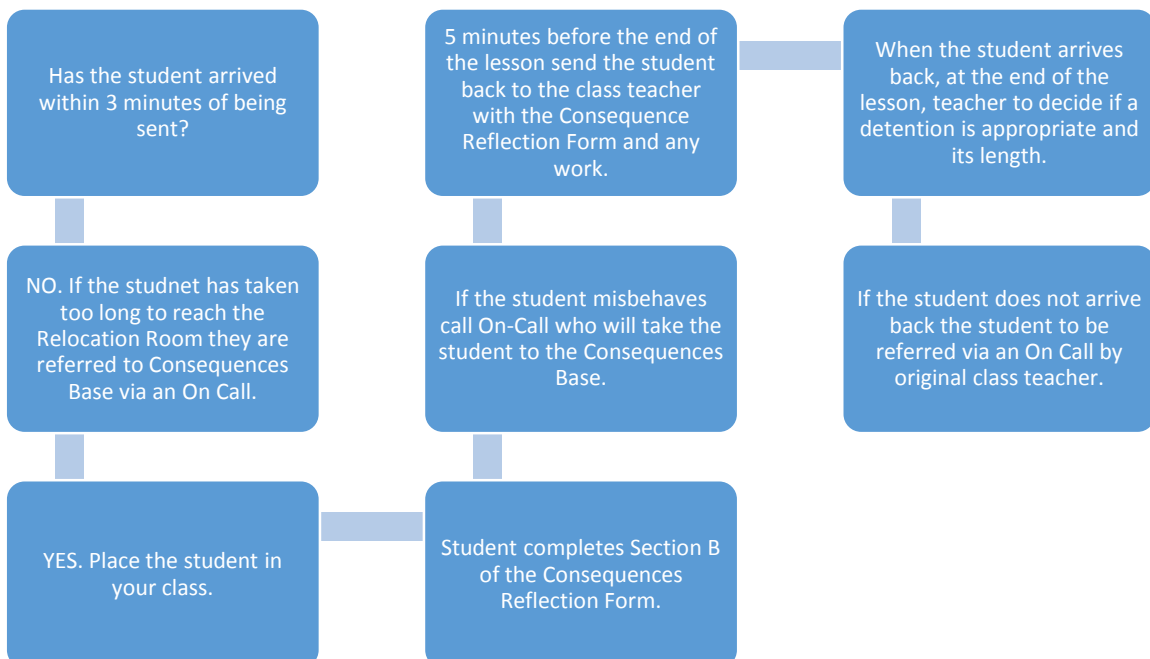 Has the student arrived
within 3 minutes of being
sent?
NO. If the studnet has taken
too long to reach the
Relocation Room they are
referred to Consequences
Base via an On Call.
YES. Place the student in
your class.
Student completes Section B
of the Consequences
Reflection Form.
If the student misbehaves
call On-Call who will take the
student to the Consequences
Base.
5 minutes before the end of
the lesson send the student
back to the class teacher
with the Consequence
Reflection Form and any
work.
When the student arrives
back, at the end of the
lesson, teacher to decide if a
detention is appropriate and
its length.
If the student does not arrive
back the student to be
referred via an On Call by
original class teacher.